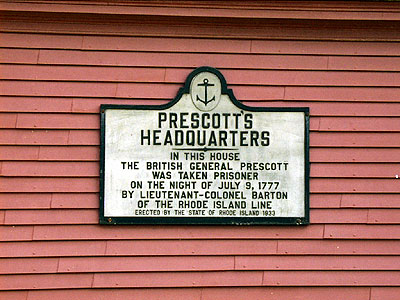 PRESCOTT'S
HEADQUARTERS
IN THIS HOUSE
THE BRITISH GENERAL PRESCOTT
WAS TAKEN PRISONER
ON THE NIGHT OF JULY 9, 1777
BY LIEUTENANT-COLONEL BARTON
OF THE RHODE ISLAND LINE
ERECTED BY THE STATE OF RHODE ISLAND 1933